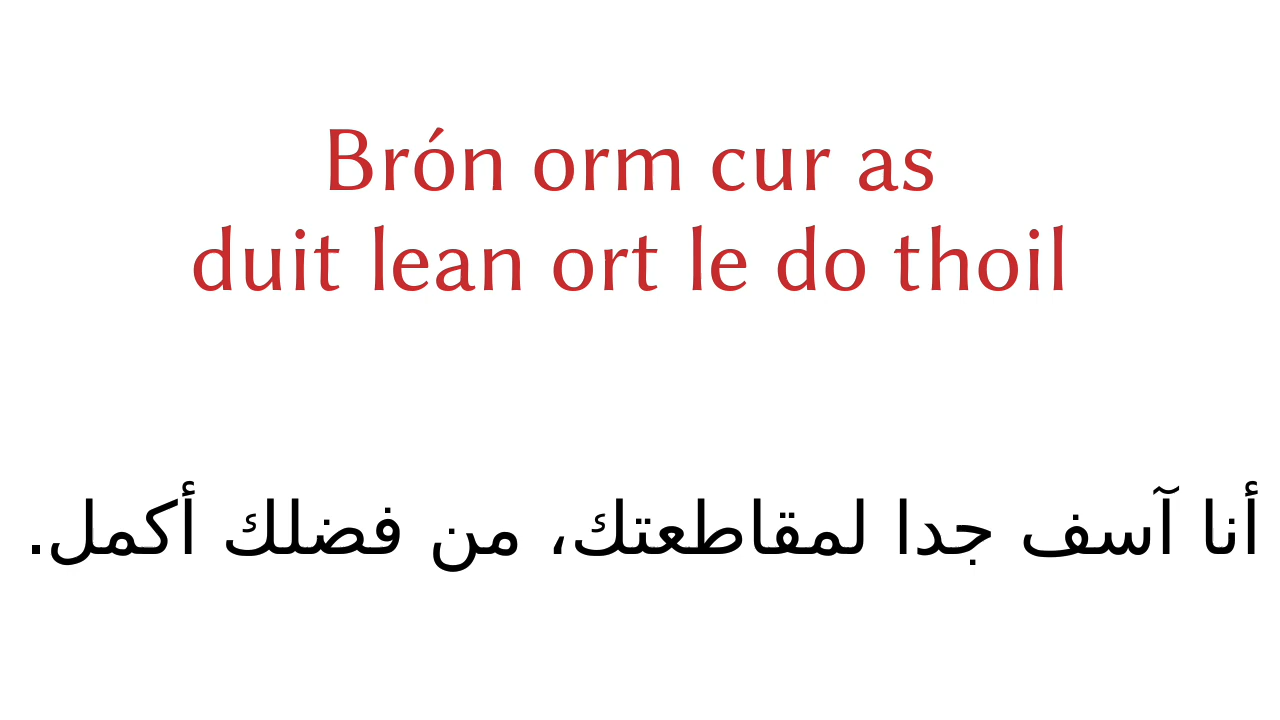 Brón orm cur as
duit lean ort le do thoil
أنا آسف جدا لمقاطعتك، من فضلك أكمل.